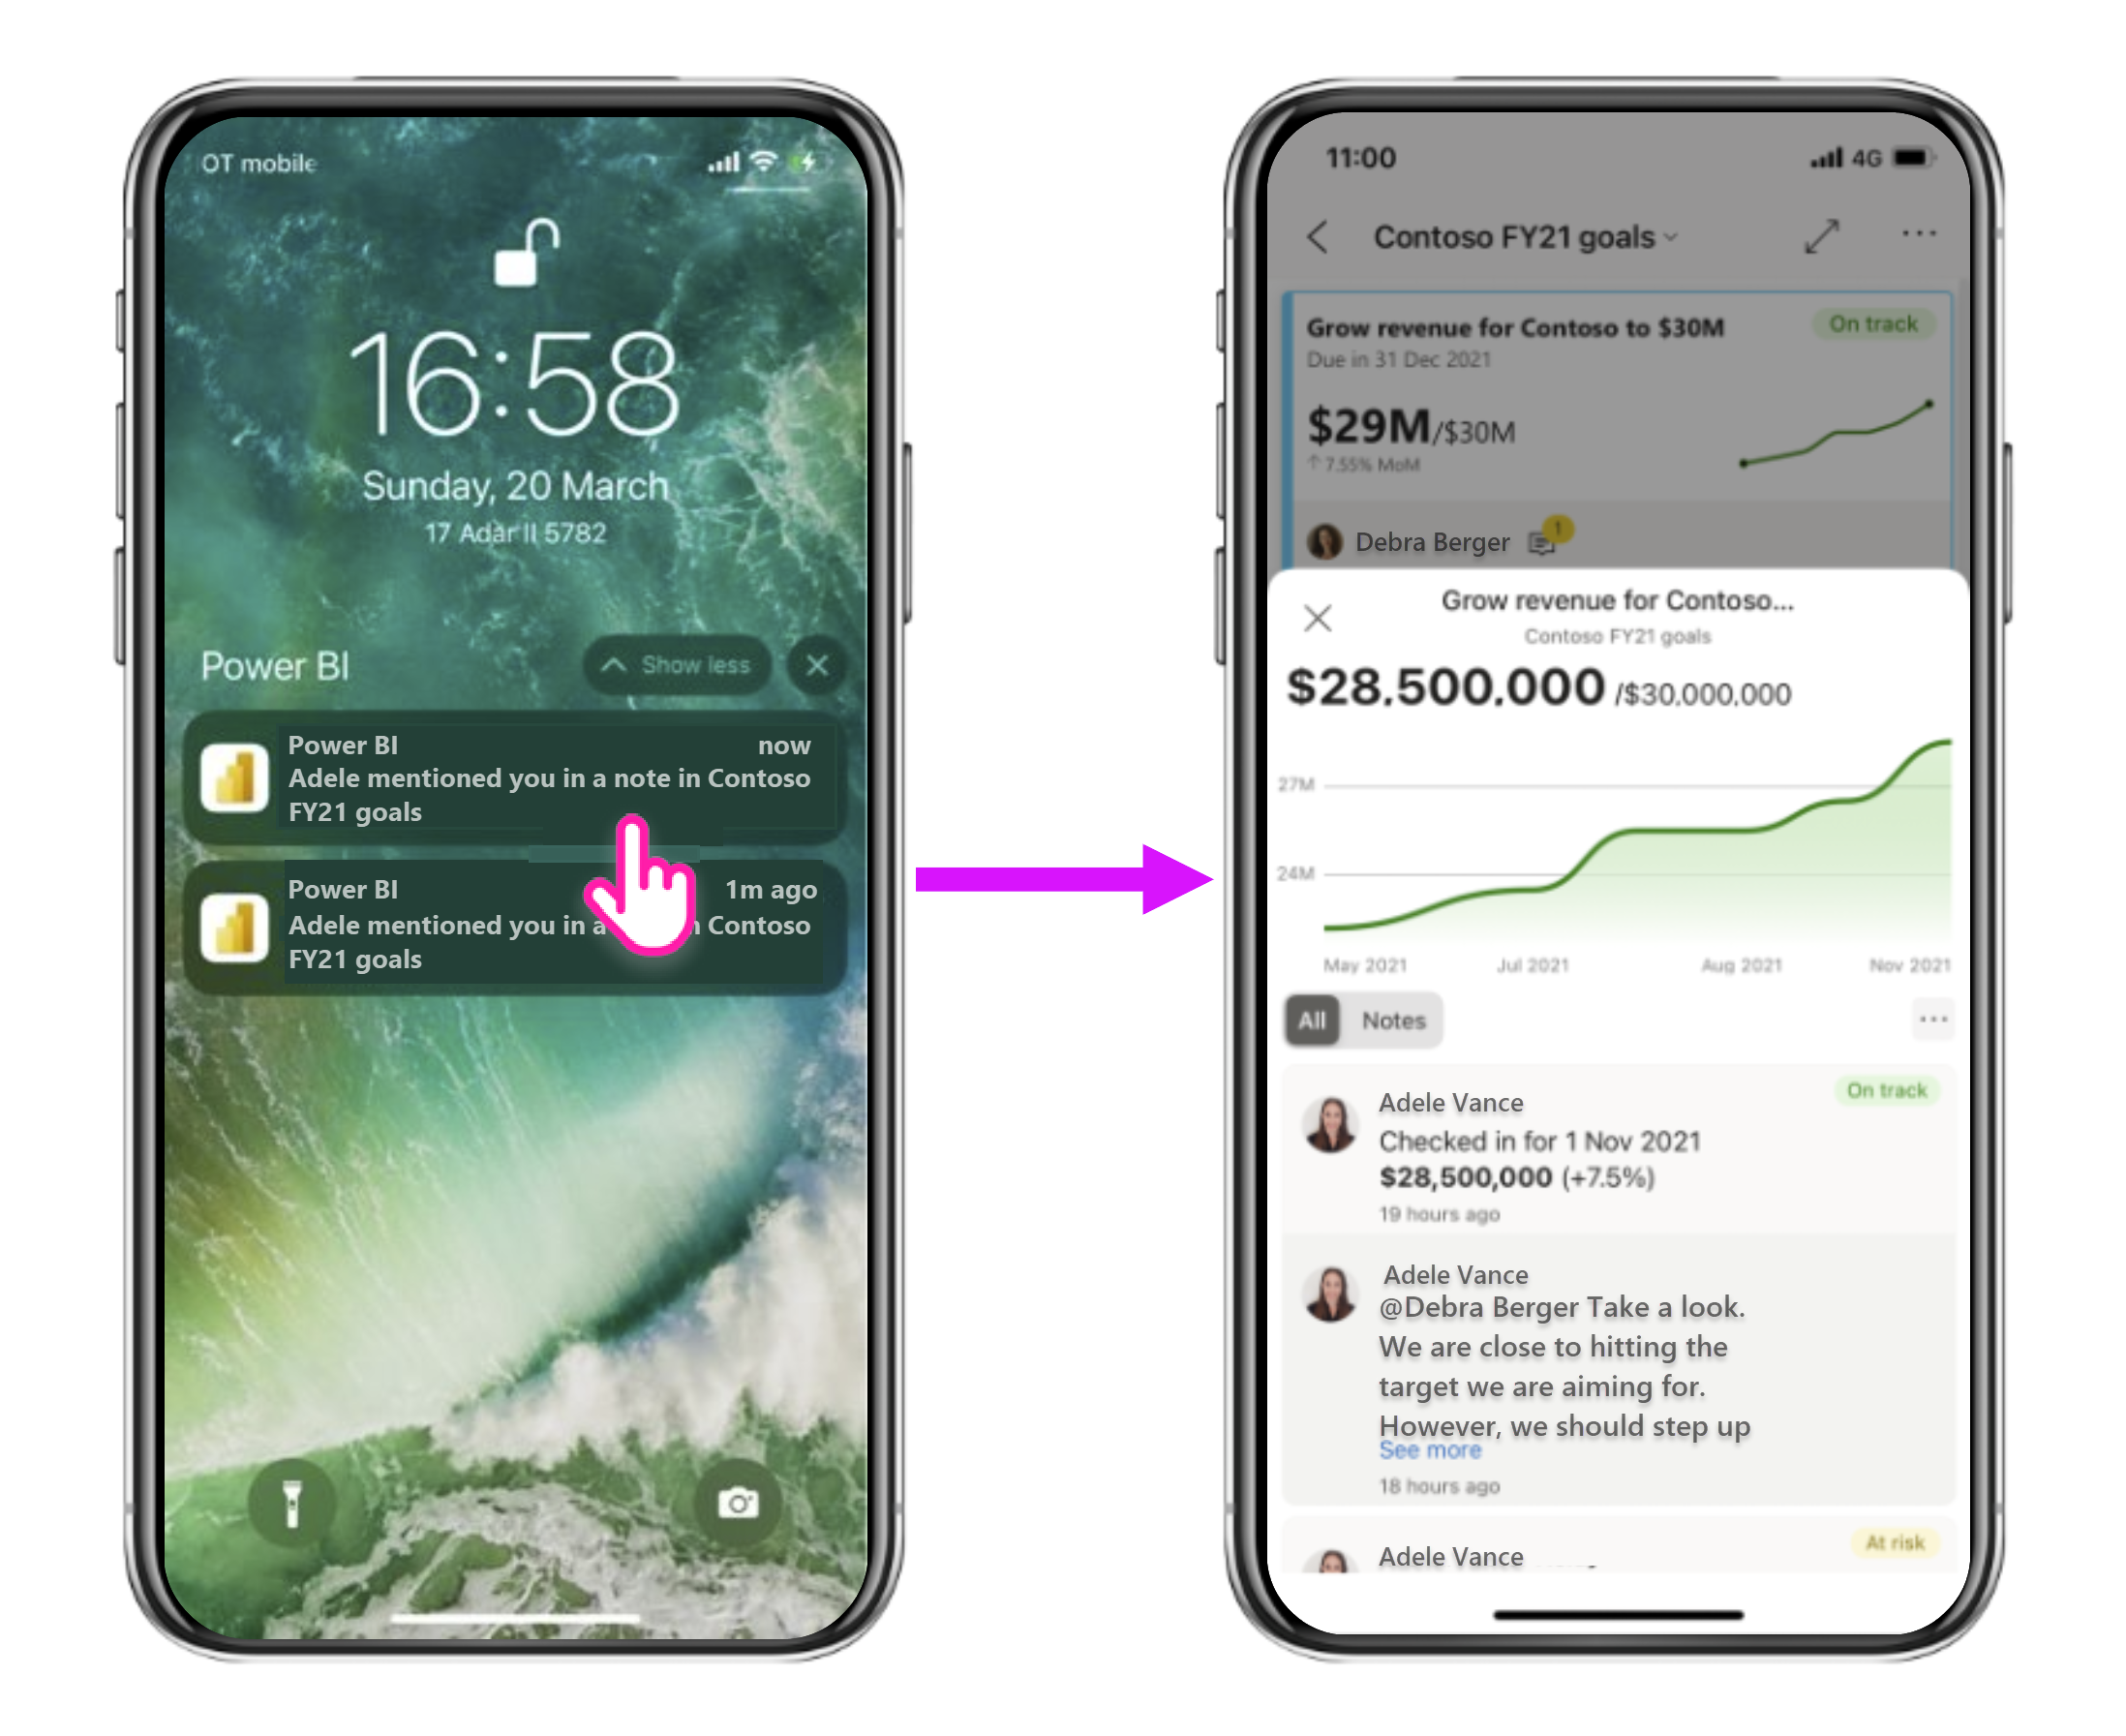 OT mobile
16:58
Sunday, 20 March
17 Adar II 5782
Power BI
Show less
Power BI now
Adele mentioned you in a note in Contoso
FY21 goals
Power BI 1m ago
Adele mentioned you in a Contoso
FY21 goals
11:00 4G
Contoso FY21 goals
Grow revenue for Contoso to $30M On track
Due in 31 Dec 2021
$29M/$30M
↑ 7.55% MoM
Debra Berger 1
Grow revenue for Contoso...
Contoso FY21 goals
$28,500,000 /$30,000,000
27M
24M
May 2021 Jul 2021 Aug 2021 Nov 2021
All Notes
Adele Vance On track
Checked in for 1 Nov 2021
$28,500,000 (+7.5%)
19 hours ago
Adele Vance
@Debra Berger Take a look.
We are close to hitting the
target we are aiming for.
However, we should step up
See more
18 hours ago
Adele Vance At risk